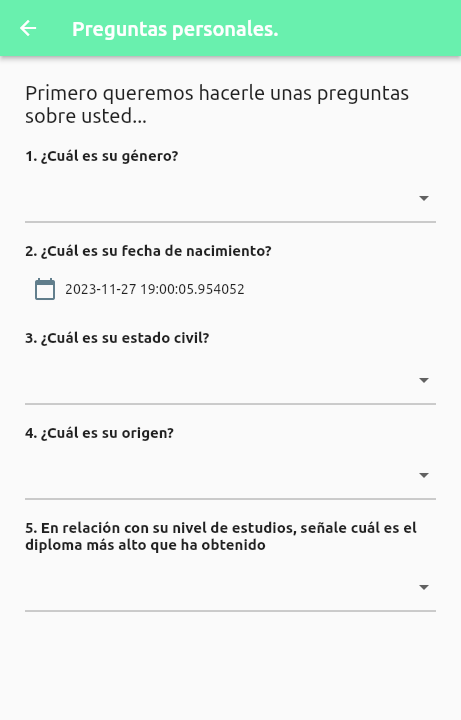 Preguntas personales.
Primero queremos hacerle unas preguntas
sobre usted...
1. ¿Cuál es su género?
2. ¿Cuál es su fecha de nacimiento?
2023-11-27 19:00:05.954052
3. ¿Cuál es su estado civil?
4. ¿Cuál es su origen?
5. En relación con su nivel de estudios, señale cuál es el
diploma más alto que ha obtenido